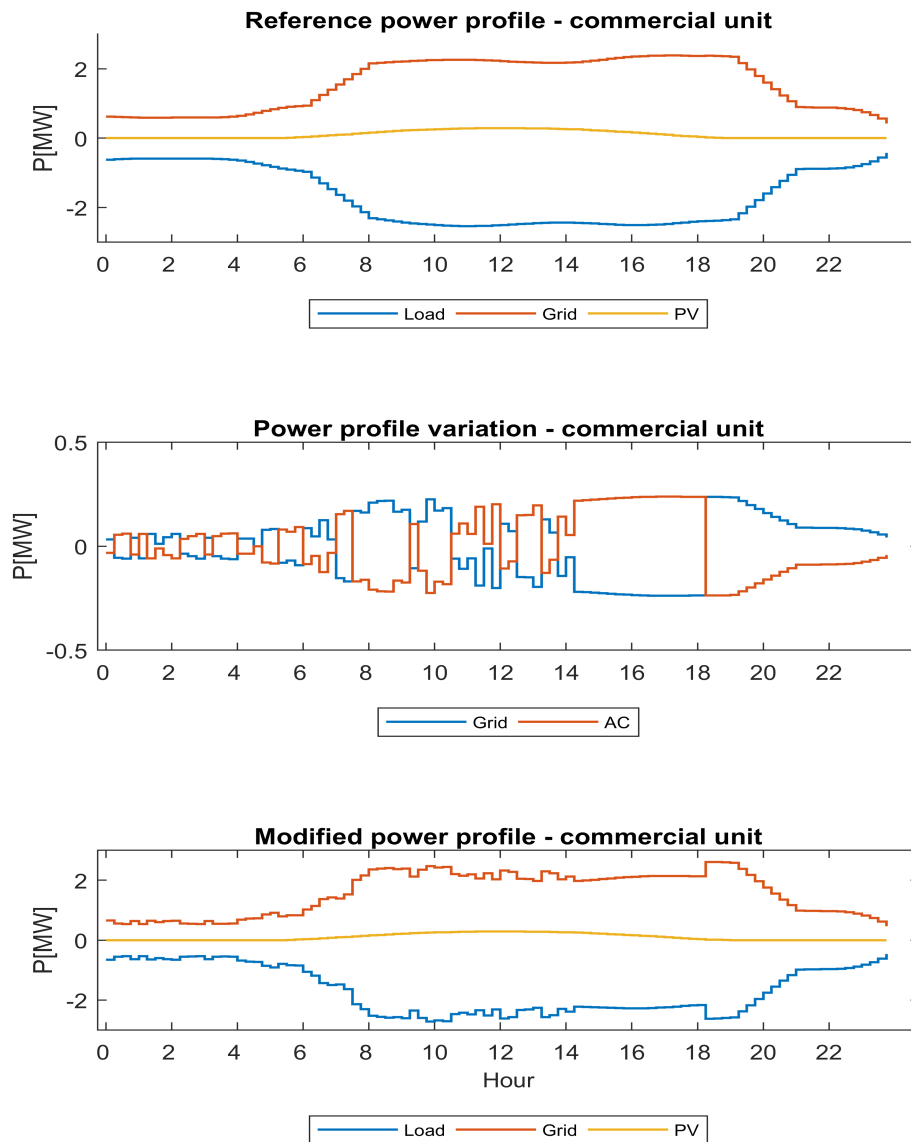 Reference power profile - commercial unit
2
0
-2
P[MW]
0 2 4 6 8 10 12 14 16 18 20 22
Load Grid PV
Power profile variation - commercial unit
0.5
0
-0.5
P[MW]
0 2 4 6 8 10 12 14 16 18 20 22
Grid AC
Modified power profile - commercial unit
2
0
-2
P[MW]
0 2 4 6 8 10 12 14 16 18 20 22
Hour
Load Grid PV